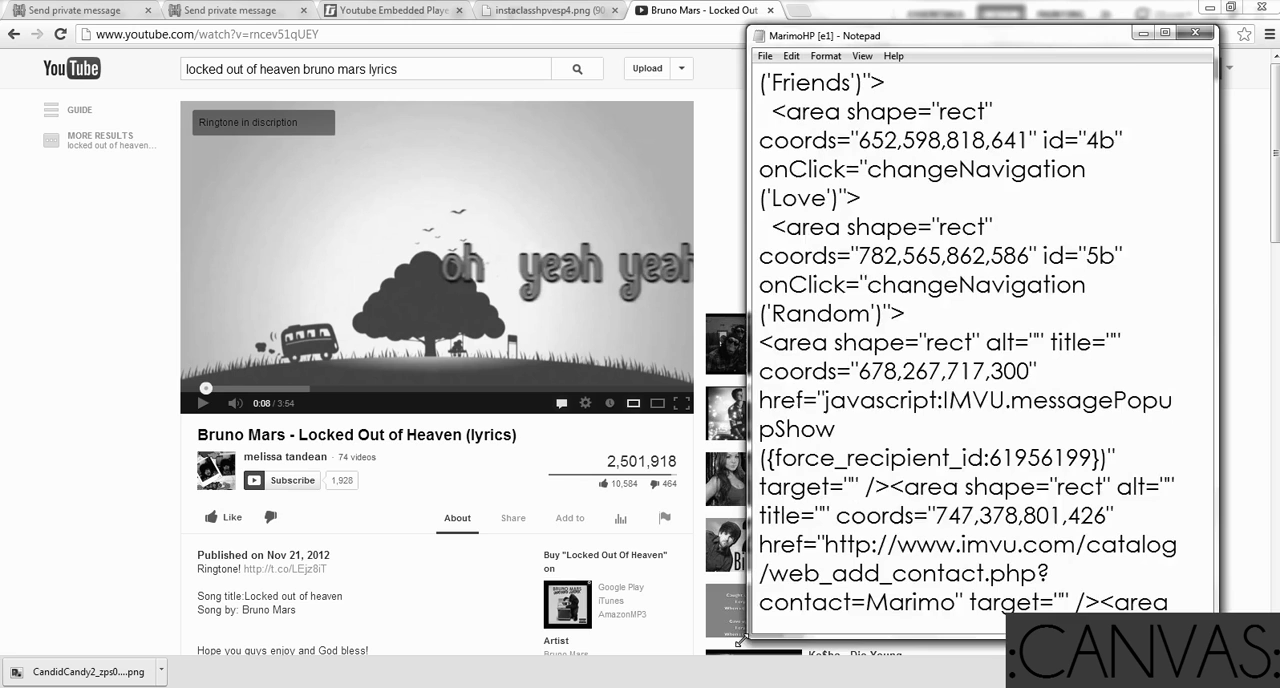 Send private message
Send private message
Youtube Embedded Playe
instaclasshpvesp4.png (90
Bruno Mars - Locked Out
www.youtube.com/watch?v=rncev51qUEY
YouTube
locked out of heaven bruno mars lyrics
Upload
GUIDE
MORE RESULTS
locked out of heaven...
Ringtone in discription
oh yeah yeah
0:08 / 3:54
Bruno Mars - Locked Out of Heaven (lyrics)
melissa tandean · 74 videos
Subscribe
1,928
2,501,918
10,584
464
Like
About
Share
Add to
Published on Nov 21, 2012
Ringtone! http://t.co/LEjz8iT
Song title:Locked out of heaven
Song by: Bruno Mars
Hope you guys enjoy and God bless!
Buy "Locked Out Of Heaven"
on
Google Play
iTunes
AmazonMP3
Artist
Bruno Mars
Ke$ha - Die Young
MarimoHP [e1] - Notepad
File Edit Format View Help
('Friends')">
<area shape="rect"
coords="652,598,818,641" id="4b"
onClick="changeNavigation
('Love')">
<area shape="rect"
coords="782,565,862,586" id="5b"
onClick="changeNavigation
('Random')">
<area shape="rect" alt="" title=""
coords="678,267,717,300"
href="javascript:IMVU.messagePopu
pShow
({force_recipient_id:61956199})"
target="" /><area shape="rect" alt=""
title="" coords="747,378,801,426"
href="http://www.imvu.com/catalog
/web_add_contact.php?
contact=Marimo" target="" /><area
CandidCandy2_zps0....png
:CANVAS: